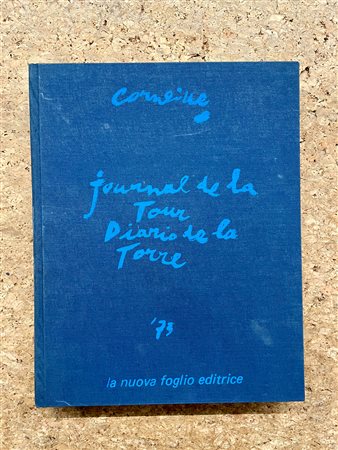 Corneille
journal de la
Tour
Diario de la
Torre
'73
la nuova foglio editrice